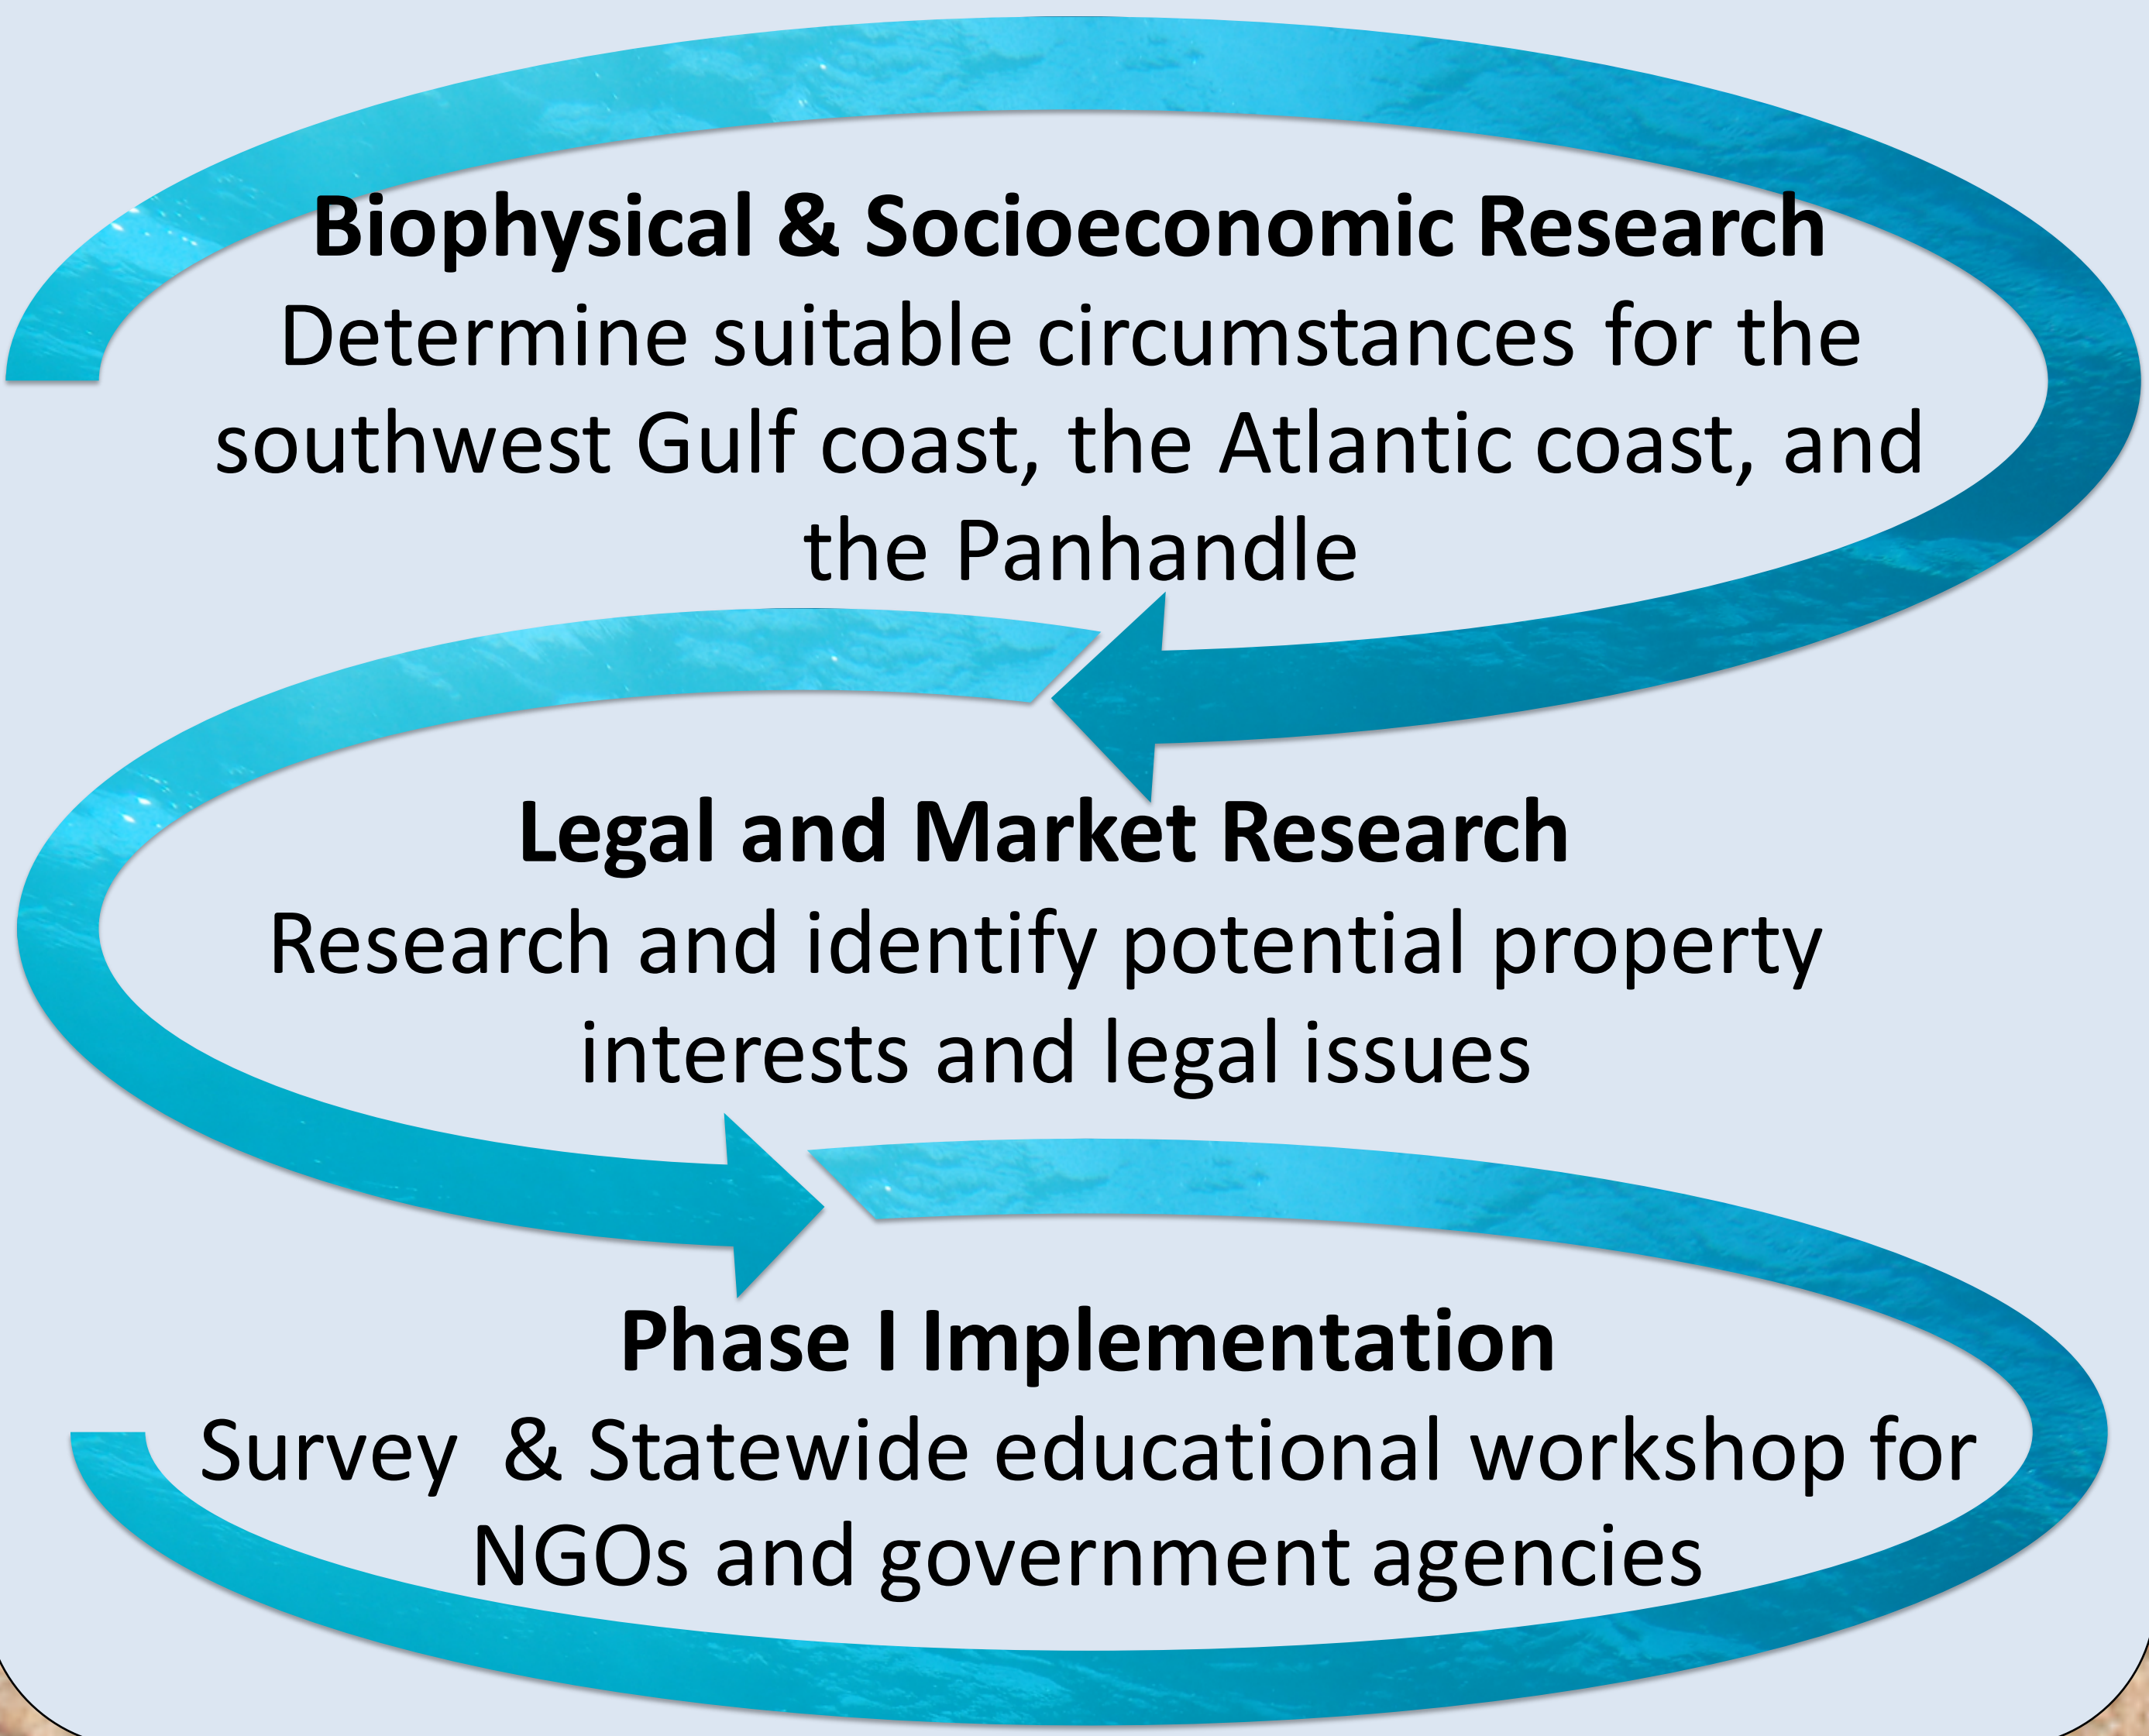 Biophysical & Socioeconomic Research
Determine suitable circumstances for the
southwest Gulf coast, the Atlantic coast, and
the Panhandle
Legal and Market Research
Research and identify potential property
interests and legal issues
Phase I Implementation
Survey  & Statewide educational workshop for
NGOs and government agencies